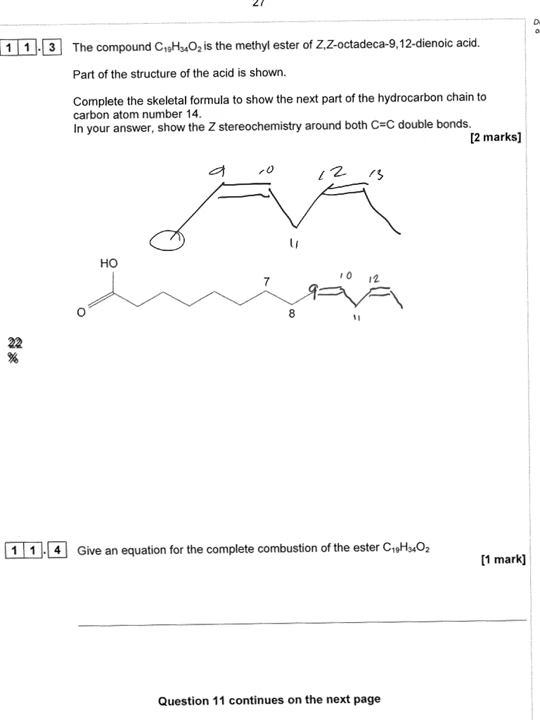 27
D
o
1 1 . 3 The compound C₁₉H₃₄O₂ is the methyl ester of Z,Z-octadeca-9,12-dienoic acid.
Part of the structure of the acid is shown.
Complete the skeletal formula to show the next part of the hydrocarbon chain to
carbon atom number 14.
In your answer, show the Z stereochemistry around both C=C double bonds.
[2 marks]
9 10 12 13
11
HO
7 9 10 12
O 8 11
22
1 1 . 4 Give an equation for the complete combustion of the ester C₁₉H₃₄O₂
[1 mark]
Question 11 continues on the next page